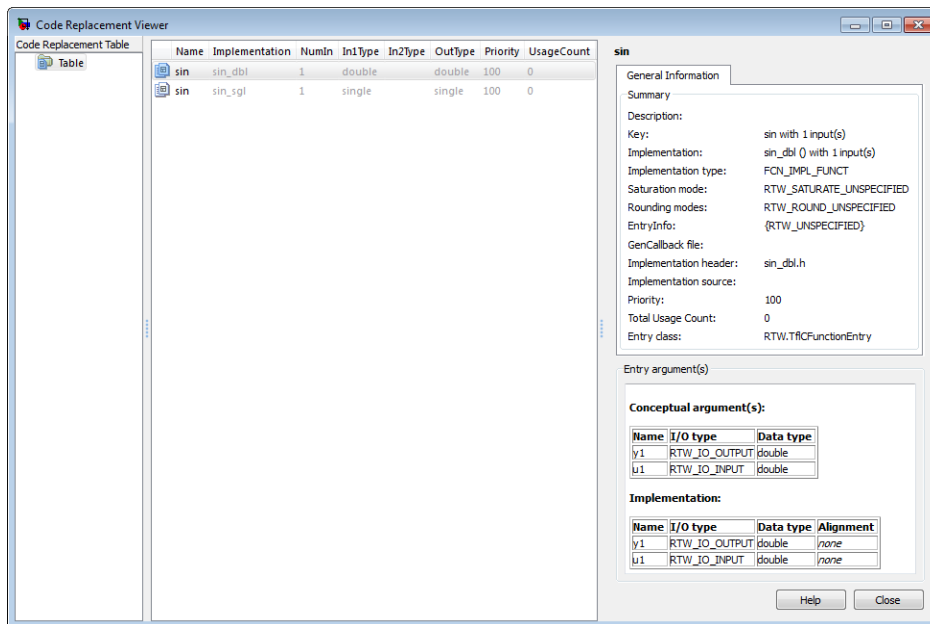 Code Replacement Viewer
Code Replacement Table
Table
Name Implementation NumIn In1Type In2Type OutType Priority UsageCount
sin sin_dbl 1 double double 100 0
sin sin_sgl 1 single single 100 0
sin
General Information
Summary
Description:
Key: sin with 1 input(s)
Implementation: sin_dbl () with 1 input(s)
Implementation type: FCN_IMPL_FUNCT
Saturation mode: RTW_SATURATE_UNSPECIFIED
Rounding modes: RTW_ROUND_UNSPECIFIED
EntryInfo: {RTW_UNSPECIFIED}
GenCallback file:
Implementation header: sin_dbl.h
Implementation source:
Priority: 100
Total Usage Count: 0
Entry class: RTW.TflCFunctionEntry
Entry argument(s)
Conceptual argument(s):
Name I/O type Data type
y1 RTW_IO_OUTPUT double
u1 RTW_IO_INPUT double
Implementation:
Name I/O type Data type Alignment
y1 RTW_IO_OUTPUT double none
u1 RTW_IO_INPUT double none
Help Close